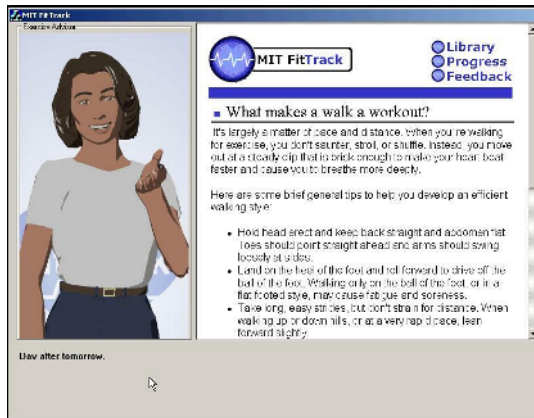 MIT FitTrack
Exercise Advisor
MIT FitTrack
Library
Progress
Feedback
What makes a walk a workout?
It's largely a matter of pace and distance. When you're walking
for exercise, you don't saunter, stroll, or shuffle. Instead, you move
out at a steady clip that is brisk enough to make your heart beat
faster and cause you to breathe more deeply.
Here are some brief general tips to help you develop an efficient
walking style:
Hold head erect and keep back straight and abdomen flat.
Toes should point straight ahead and arms should swing
loosely at sides.
Land on the heel of the foot and roll forward to drive off the
ball of the foot. Walking only on the ball of the foot, or in a
flat footed style, may cause fatigue and soreness.
Take long, easy strides, but don't strain for distance. When
walking up or down hills, or at a very rapid pace, lean
forward slightly.
Day after tomorrow.